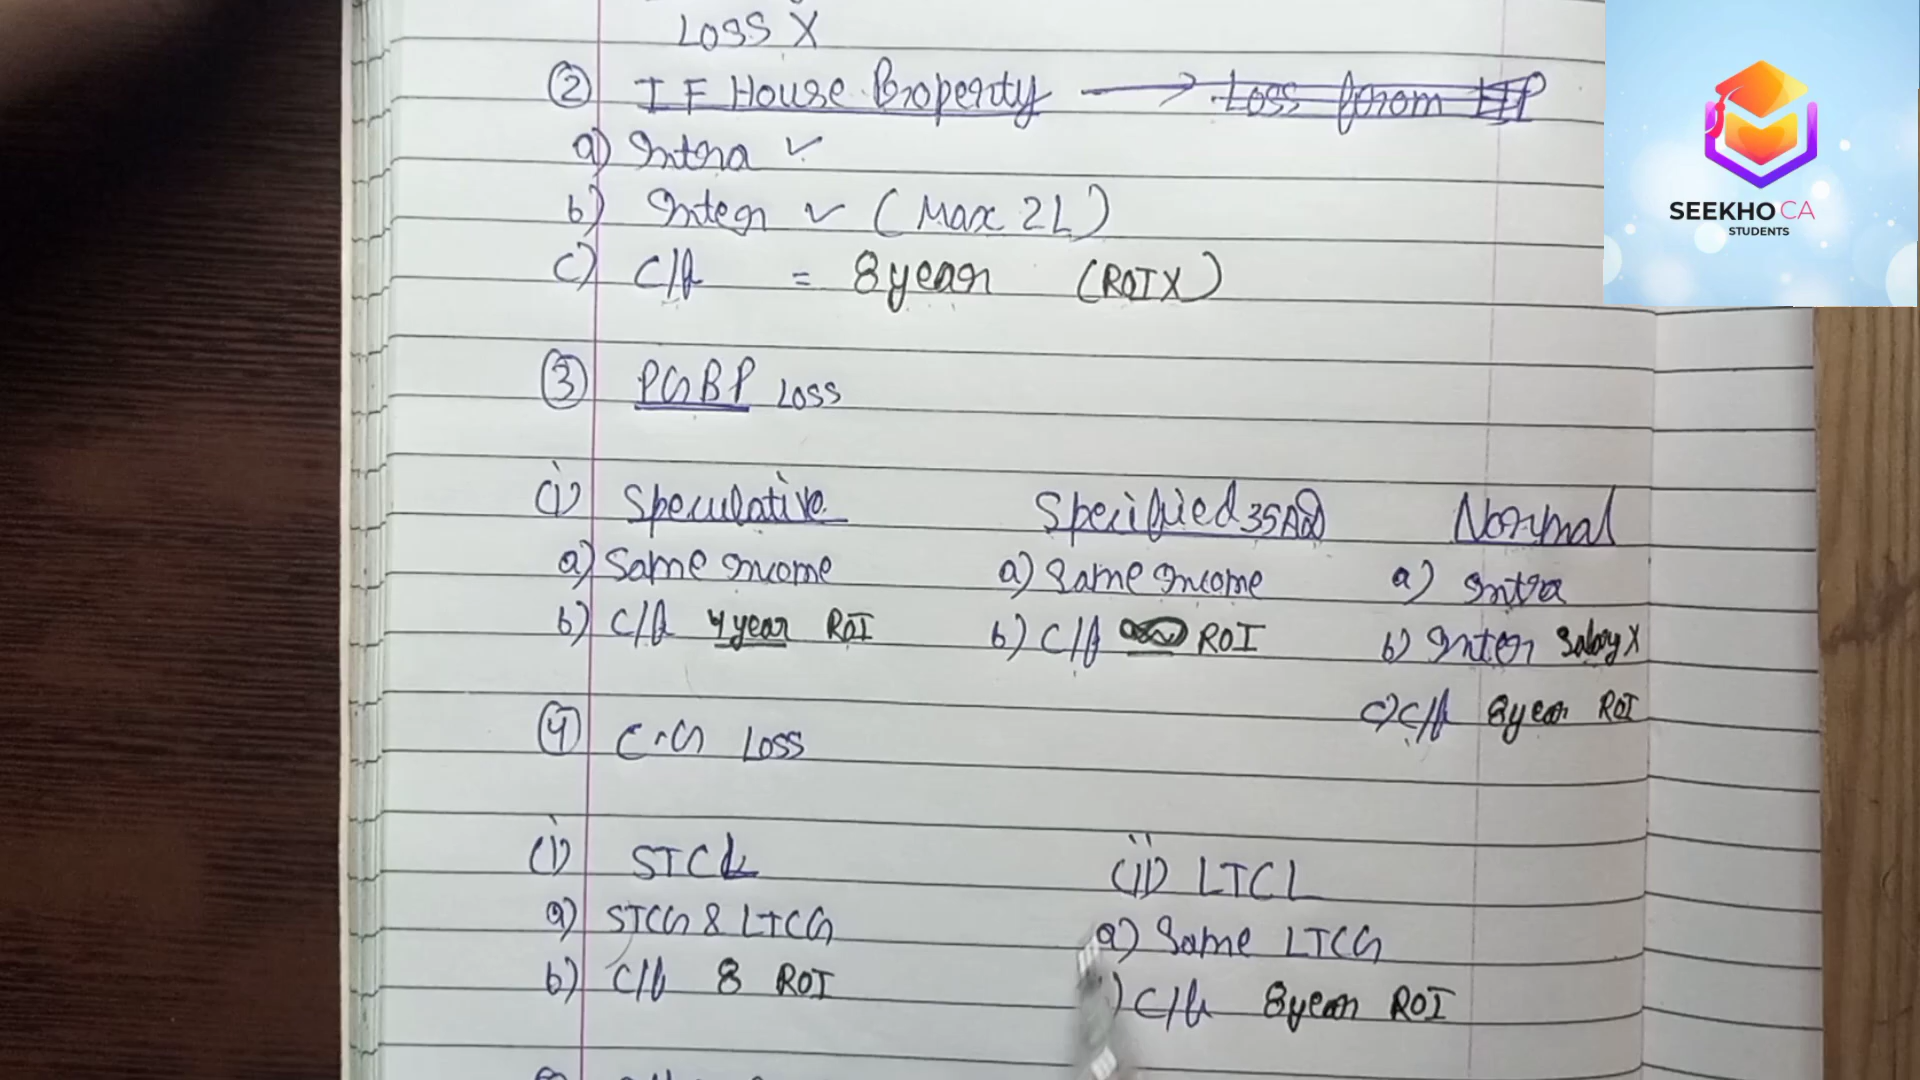 Loss X
SEEKHO CA
STUDENTS
② I F House Property → Loss from HP
a) Intra ✓
b) Inter ✓ (Max 2L)
c) C/f = 8 year (ROI X)
③ PGBP Loss
(i) Speculative Specified 35AD Normal
a) Same Income a) Same Income a) Intra
b) C/f 4 year ROI b) C/f ROI b) Inter Salary X
c) C/f 8 year ROI
④ C.G Loss
(i) STCL (ii) LTCL
a) STCG & LTCG a) Same LTCG
b) C/f 8 ROI ) C/f 8 year ROI